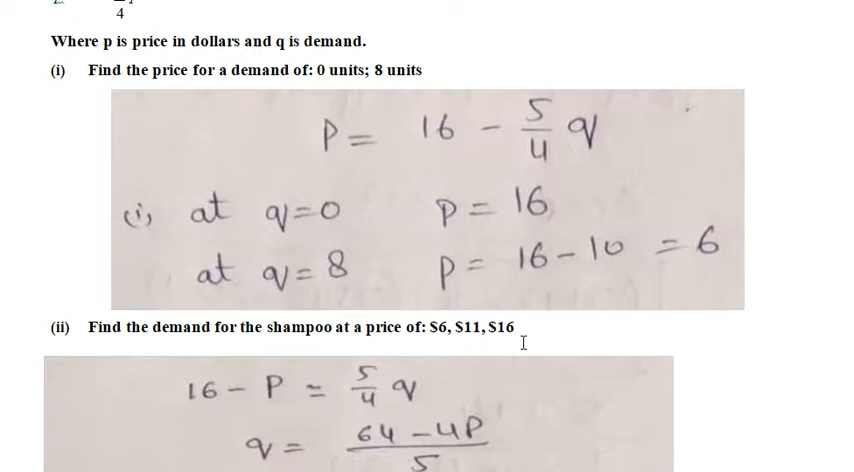 4
Where p is price in dollars and q is demand.
(i) Find the price for a demand of: 0 units; 8 units
P = 16 - 5/4 q
(i) at q=0 p = 16
at q=8 p = 16-10 = 6
(ii) Find the demand for the shampoo at a price of: $6, $11, $16
16 - P = 5/4 q
q = 64 - 4P / 5